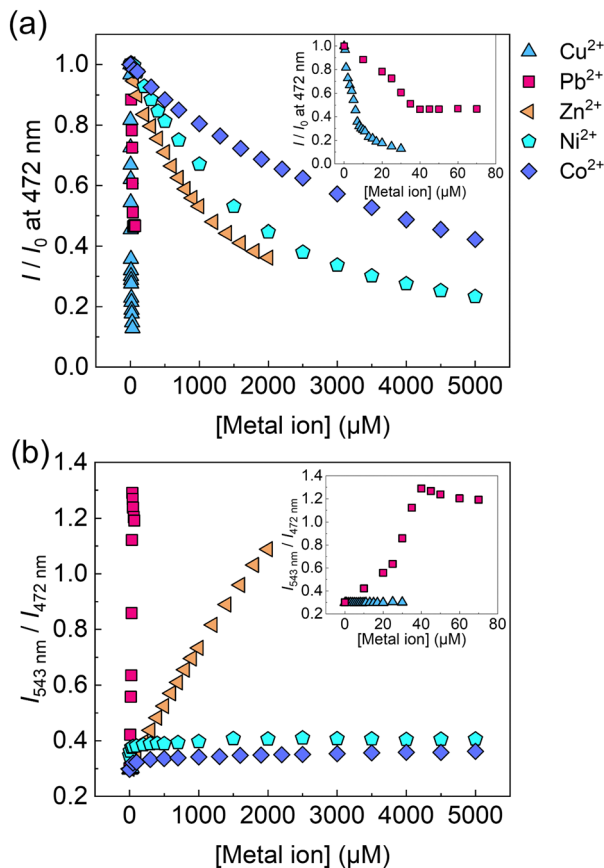 (a)
Cu²⁺
Pb²⁺
Zn²⁺
Ni²⁺
Co²⁺
I / I₀ at 472 nm
1.0
0.8
0.6
0.4
0.2
0.0
0 1000 2000 3000 4000 5000
[Metal ion] (µM)
I / I₀ at 472 nm
1.0
0.8
0.6
0.4
0.2
0.0
0 20 40 60 80
[Metal ion] (µM)
(b)
I₅₄₃ ₙₘ / I₄₇₂ ₙₘ
1.4
1.2
1.0
0.8
0.6
0.4
0.2
0 1000 2000 3000 4000 5000
[Metal ion] (µM)
I₅₄₃ ₙₘ / I₄₇₂ ₙₘ
1.4
1.2
1.0
0.8
0.6
0.4
0.2
0 20 40 60 80
[Metal ion] (µM)